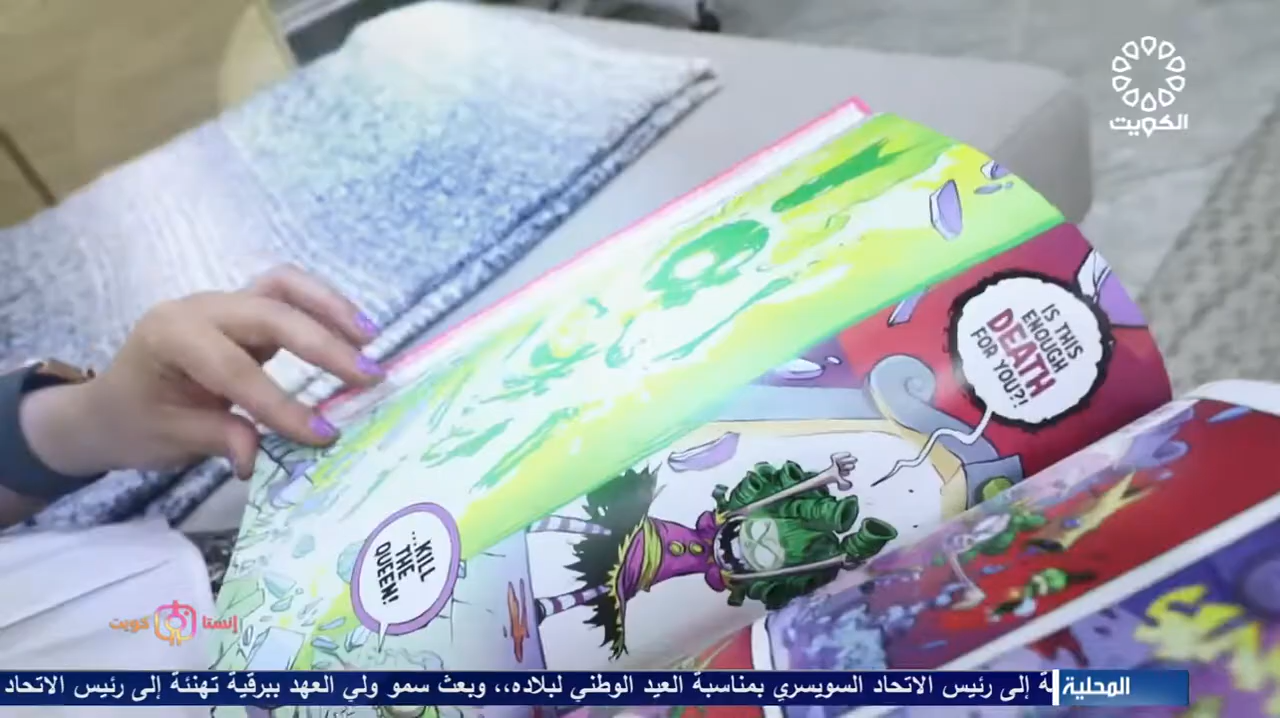 الكويت
IS THIS
ENOUGH
DEATH
FOR YOU?!
...KILL
THE
QUEEN!
إنستا كويت
المحلية
ة إلى رئيس الاتحاد السويسري بمناسبة العيد الوطني لبلاده،، وبعث سمو ولي العهد ببرقية تهنئة إلى رئيس الاتحاد